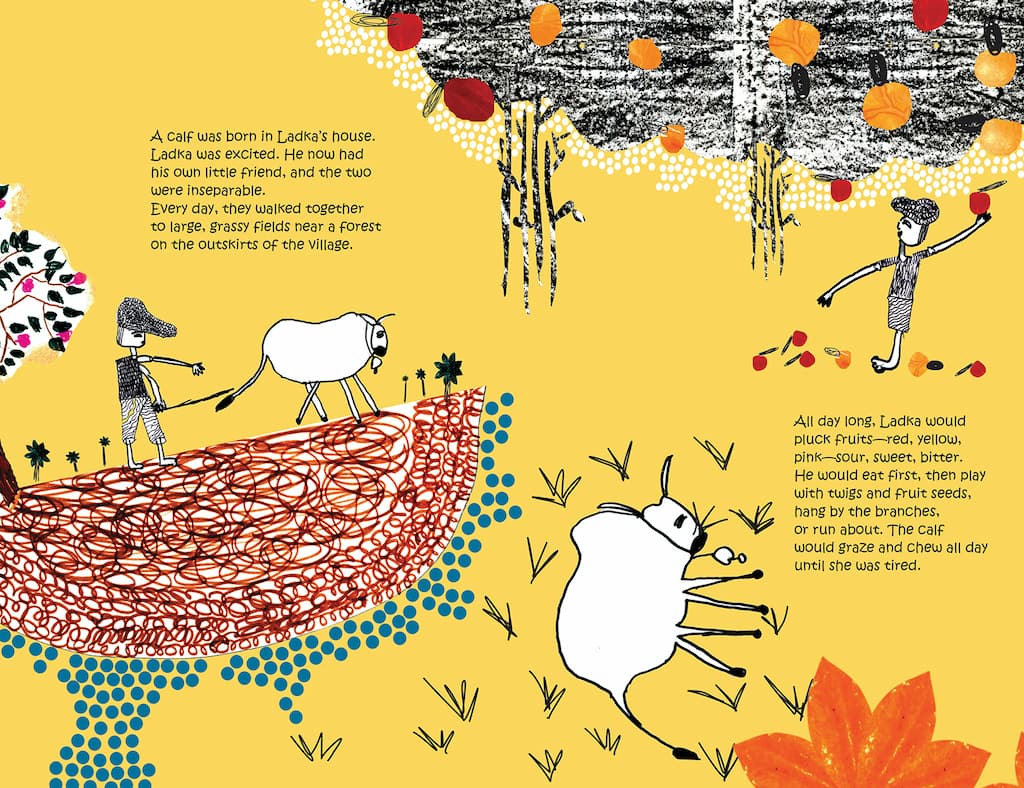 A calf was born in Ladka's house.
Ladka was excited. He now had
his own little friend, and the two
were inseparable.
Every day, they walked together
to large, grassy fields near a forest
on the outskirts of the village.
All day long, Ladka would
pluck fruits—red, yellow,
pink—sour, sweet, bitter.
He would eat first, then play
with twigs and fruit seeds,
hang by the branches,
or run about. The calf
would graze and chew all day
until she was tired.